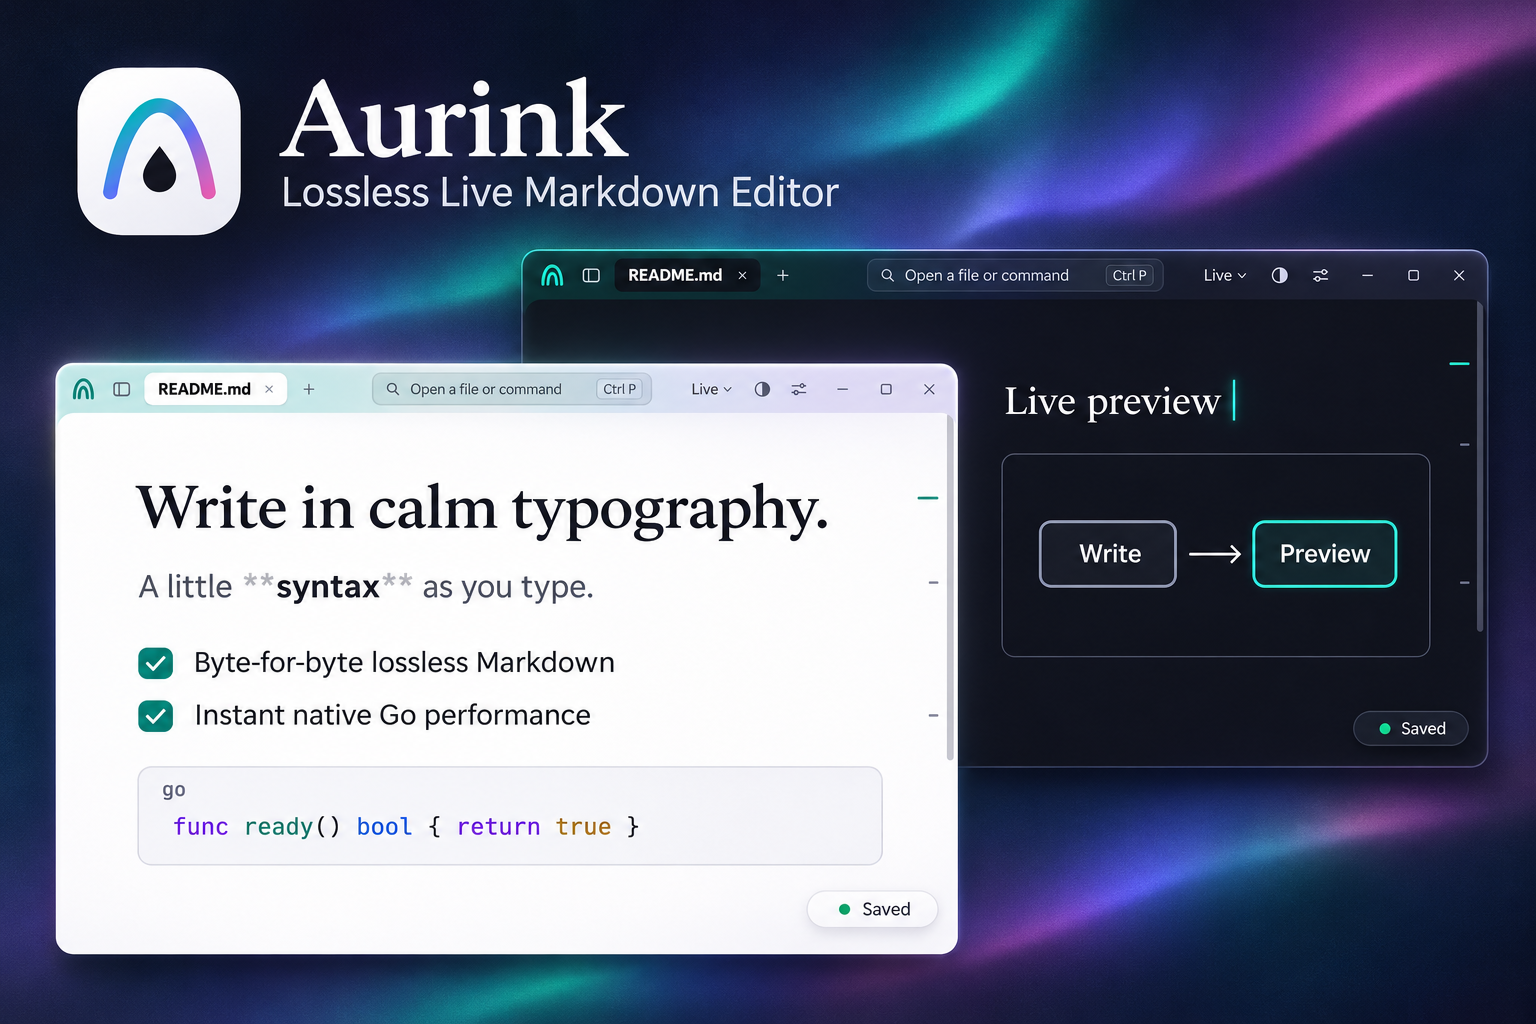 Aurink
Lossless Live Markdown Editor
README.md × + Open a file or command Ctrl P Live
Live preview
Write → Preview
Saved
README.md × + Open a file or command Ctrl P Live
Write in calm typography.
A little **syntax** as you type.
Byte-for-byte lossless Markdown
Instant native Go performance
go
func ready() bool { return true }
Saved